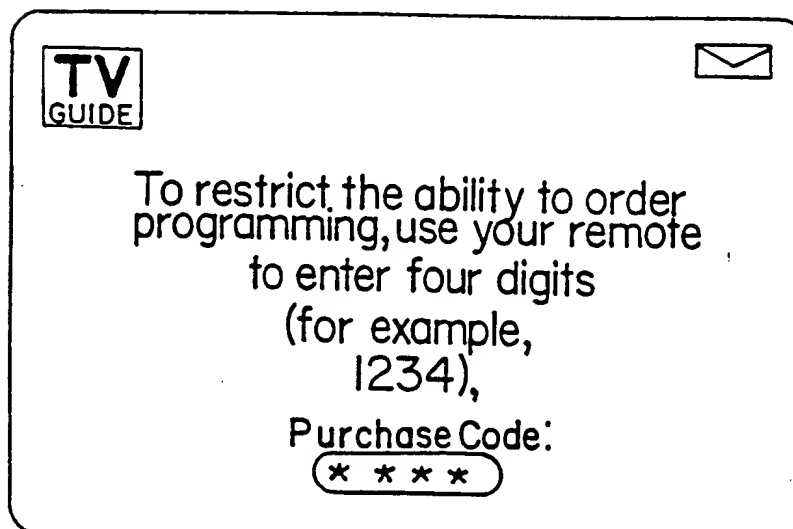 TV
GUIDE
To restrict the ability to order
programming, use your remote
to enter four digits
(for example,
1234),
Purchase Code:
* * * *